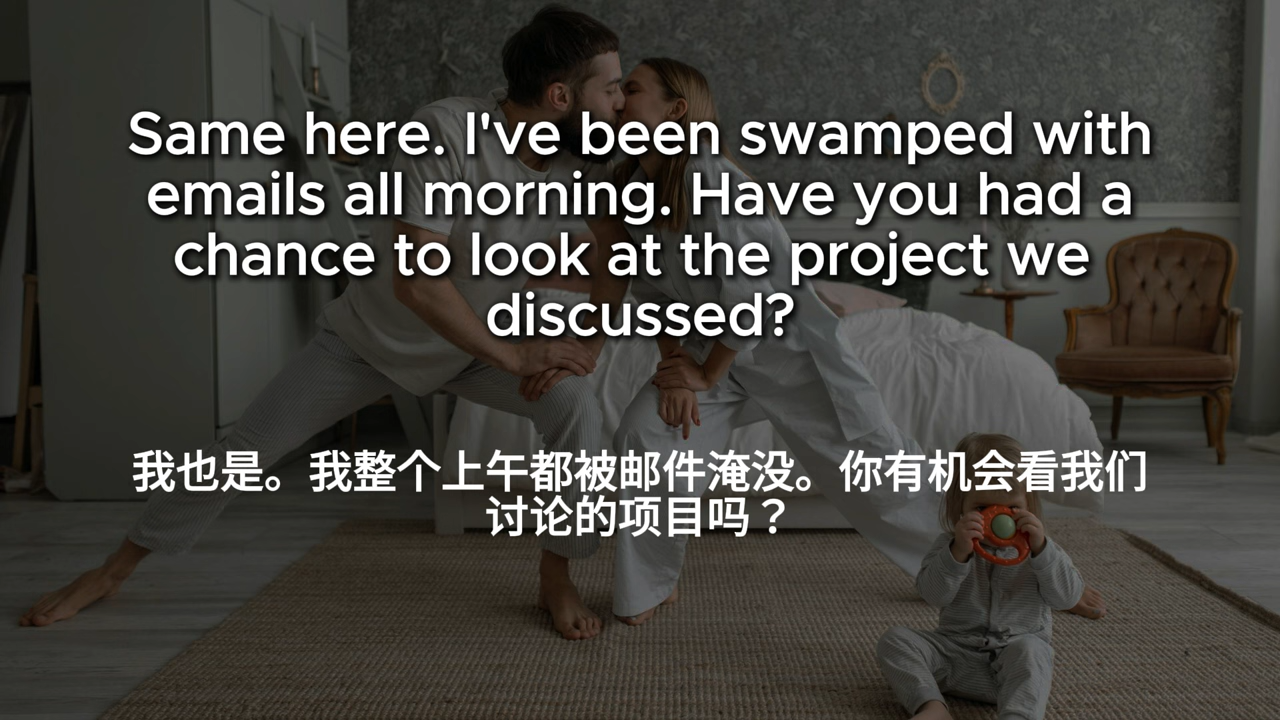 Same here. I've been swamped with
emails all morning. Have you had a
chance to look at the project we
discussed?
我也是。我整个上午都被邮件淹没。你有机会看我们
讨论的项目吗？